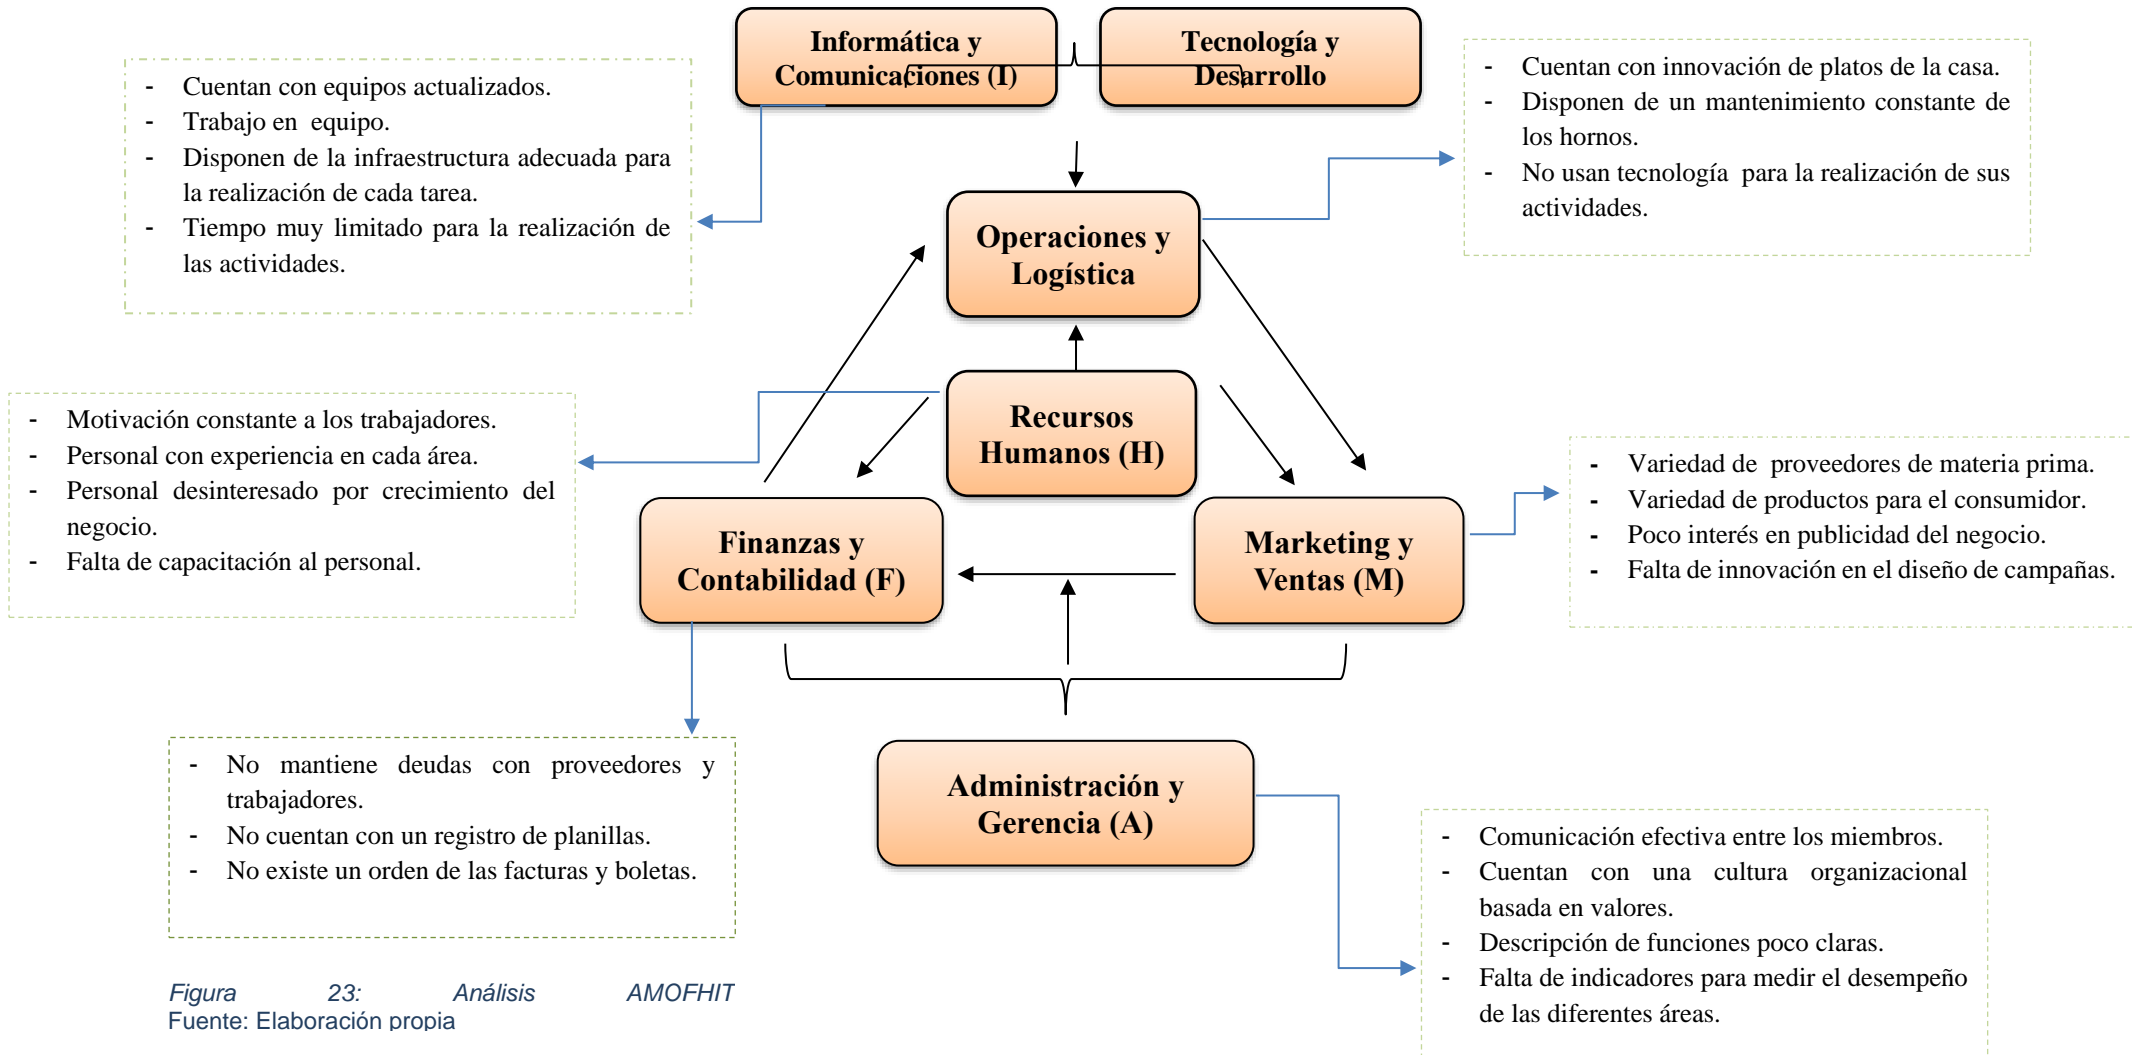 Informática y
Comunicaciones (I)
Tecnología y
Desarrollo
- Cuentan con equipos actualizados.
- Trabajo en equipo.
- Disponen de la infraestructura adecuada para
la realización de cada tarea.
- Tiempo muy limitado para la realización de
las actividades.
- Cuentan con innovación de platos de la casa.
- Disponen de un mantenimiento constante de
los hornos.
- No usan tecnología para la realización de sus
actividades.
Operaciones y
Logística
- Motivación constante a los trabajadores.
- Personal con experiencia en cada área.
- Personal desinteresado por crecimiento del
negocio.
- Falta de capacitación al personal.
Recursos
Humanos (H)
- Variedad de proveedores de materia prima.
- Variedad de productos para el consumidor.
- Poco interés en publicidad del negocio.
- Falta de innovación en el diseño de campañas.
Finanzas y
Contabilidad (F)
Marketing y
Ventas (M)
- No mantiene deudas con proveedores y
trabajadores.
- No cuentan con un registro de planillas.
- No existe un orden de las facturas y boletas.
Administración y
Gerencia (A)
- Comunicación efectiva entre los miembros.
- Cuentan con una cultura organizacional
basada en valores.
- Descripción de funciones poco claras.
- Falta de indicadores para medir el desempeño
de las diferentes áreas.
Figura 23: Análisis AMOFHIT
Fuente: Elaboración propia